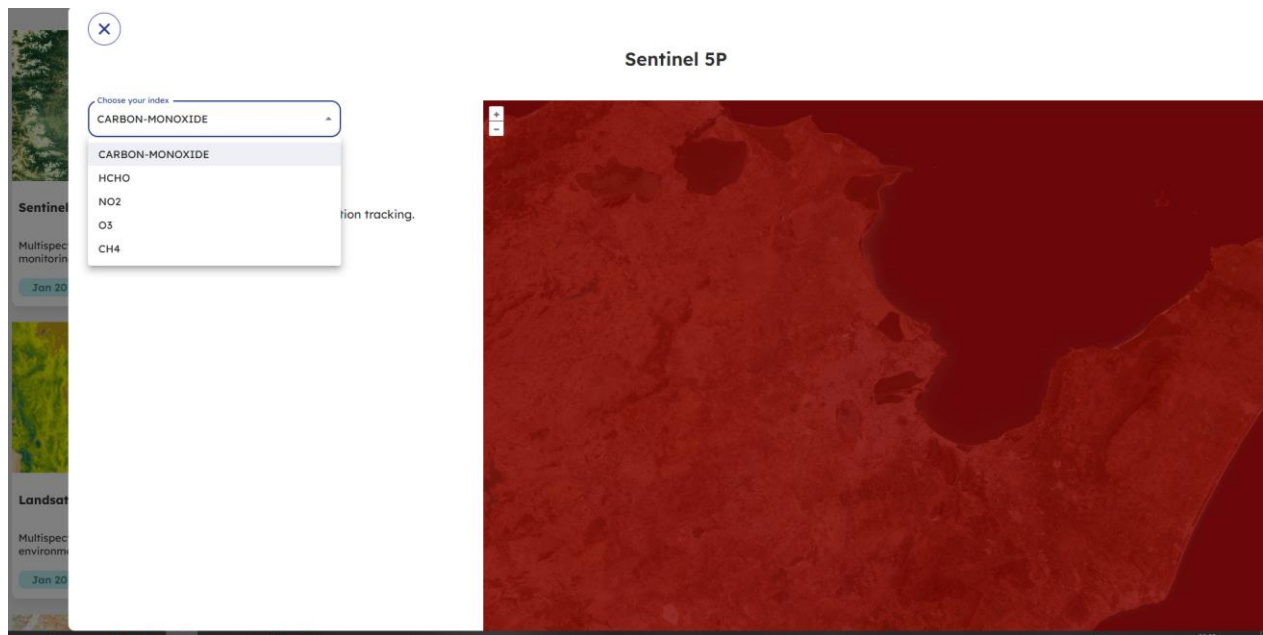 Sentinel 5P
Choose your index
CARBON-MONOXIDE
CARBON-MONOXIDE
HCHO
NO2
O3
CH4
tion tracking.
+
-
Sentinel
Multispec
monitorin
Jan 20
Landsat
Multispec
environm
Jan 20